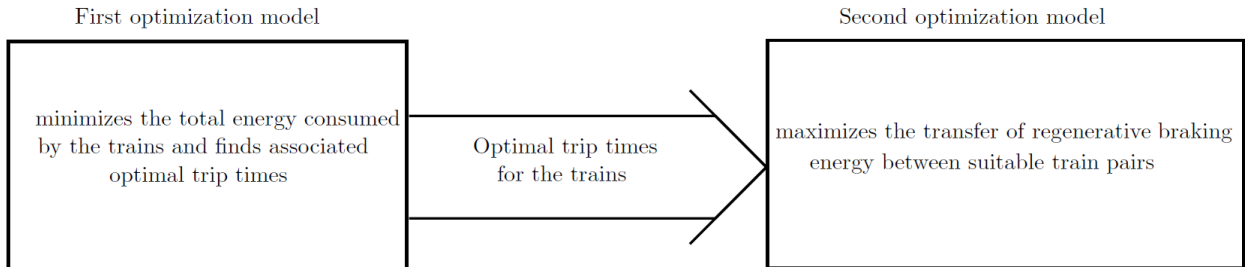 First optimization model
Second optimization model
minimizes the total energy consumed
by the trains and finds associated
optimal trip times
Optimal trip times
for the trains
maximizes the transfer of regenerative braking
energy between suitable train pairs